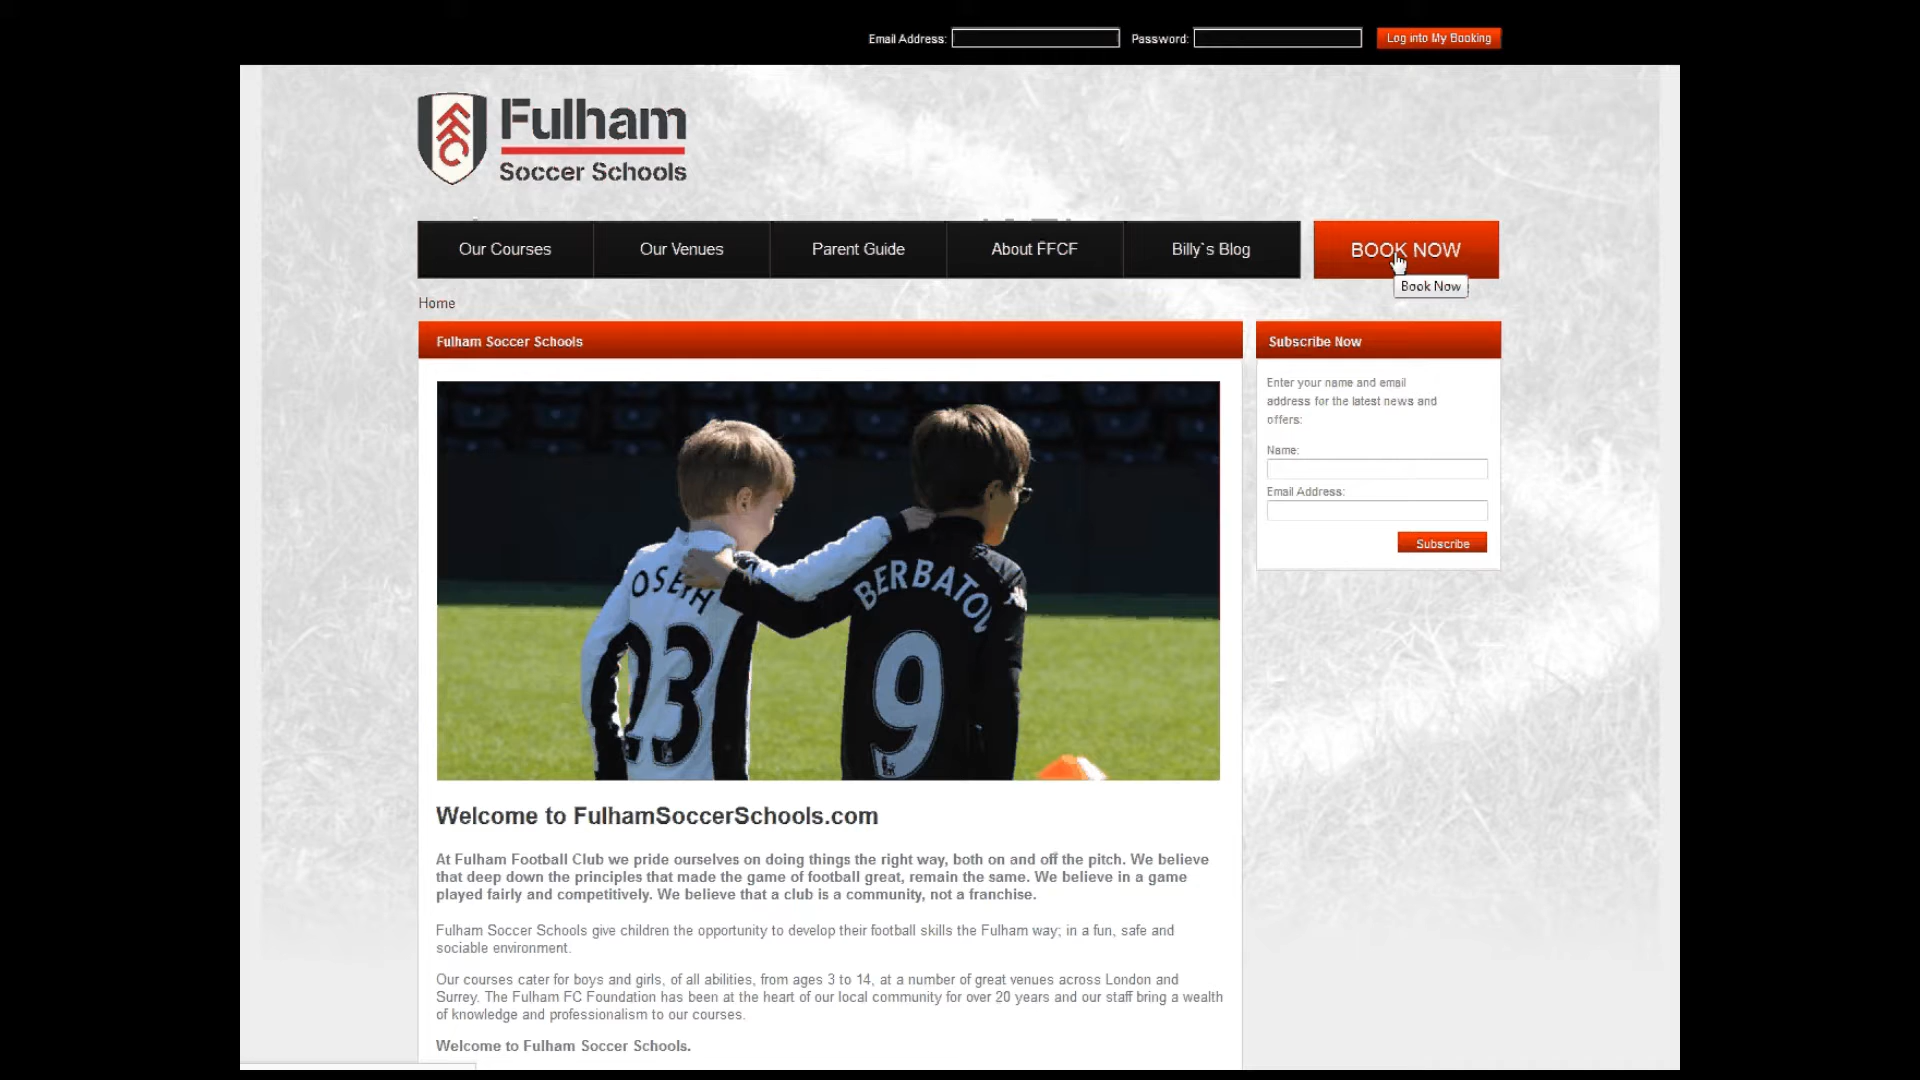 Email Address: Password: Log into My Booking
FFC
Fulham
Soccer Schools
Our Courses Our Venues Parent Guide About FFCF Billy`s Blog BOOK NOW
Book Now
Home
Fulham Soccer Schools
Subscribe Now
Enter your name and email
address for the latest news and
offers:
Name:
Email Address:
Subscribe
OSEPH
23
BERBATOV
9
Welcome to FulhamSoccerSchools.com
At Fulham Football Club we pride ourselves on doing things the right way, both on and off the pitch. We believe
that deep down the principles that made the game of football great, remain the same. We believe in a game
played fairly and competitively. We believe that a club is a community, not a franchise.
Fulham Soccer Schools give children the opportunity to develop their football skills the Fulham way; in a fun, safe and
sociable environment.
Our courses cater for boys and girls, of all abilities, from ages 3 to 14, at a number of great venues across London and
Surrey. The Fulham FC Foundation has been at the heart of our local community for over 20 years and our staff bring a wealth
of knowledge and professionalism to our courses.
Welcome to Fulham Soccer Schools.